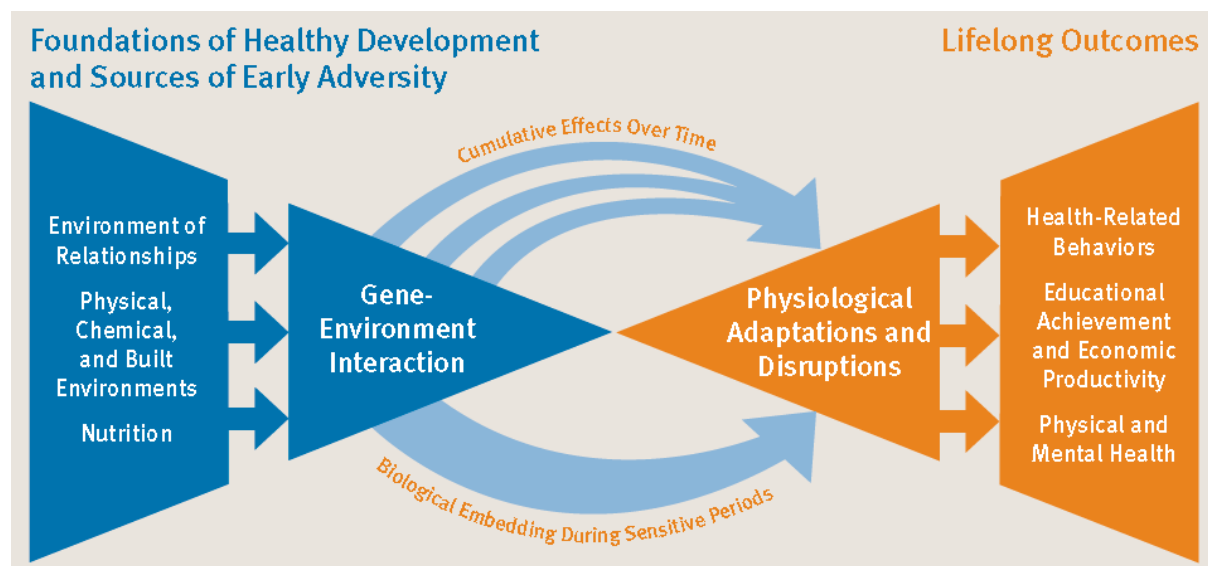 Foundations of Healthy Development
and Sources of Early Adversity
Lifelong Outcomes
Environment of
Relationships
Physical,
Chemical,
and Built
Environments
Nutrition
Gene-
Environment
Interaction
Cumulative Effects Over Time
Biological Embedding During Sensitive Periods
Physiological
Adaptations and
Disruptions
Health-Related
Behaviors
Educational
Achievement
and Economic
Productivity
Physical and
Mental Health